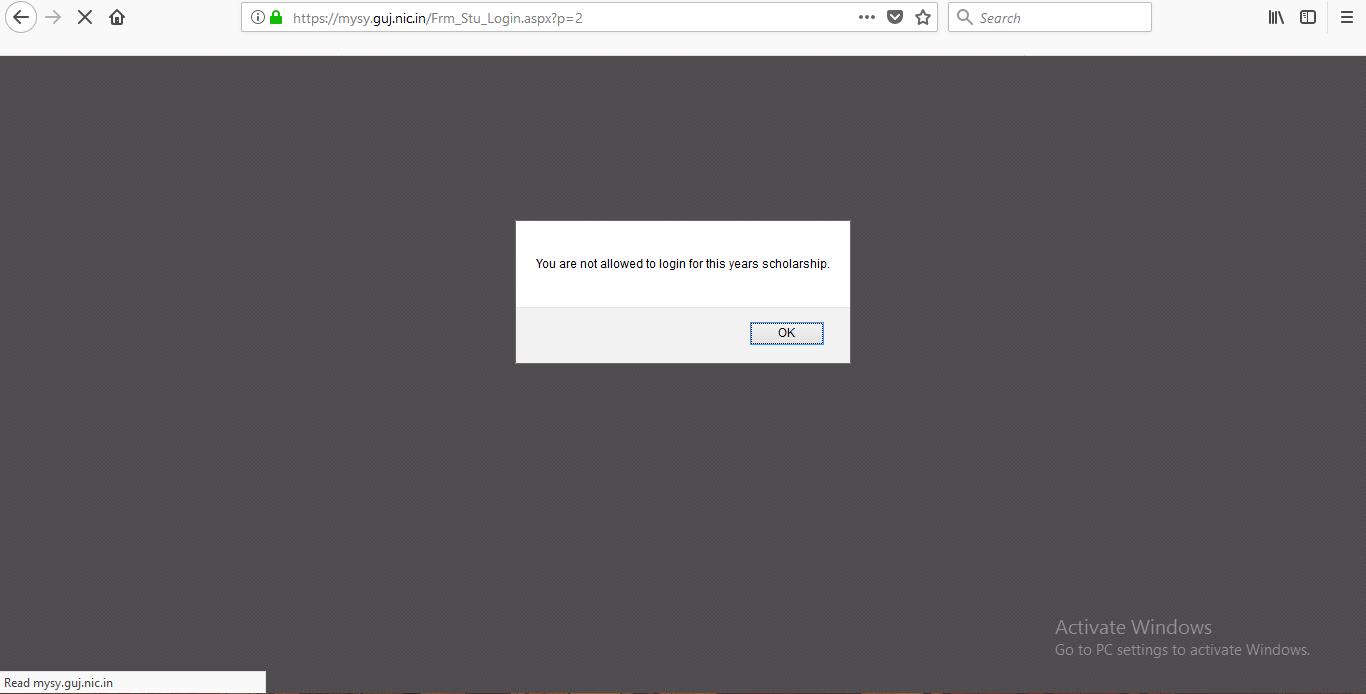 https://mysy.guj.nic.in/Frm_Stu_Login.aspx?p=2
Search
You are not allowed to login for this years scholarship.
OK
Activate Windows
Go to PC settings to activate Windows.
Read mysy.guj.nic.in